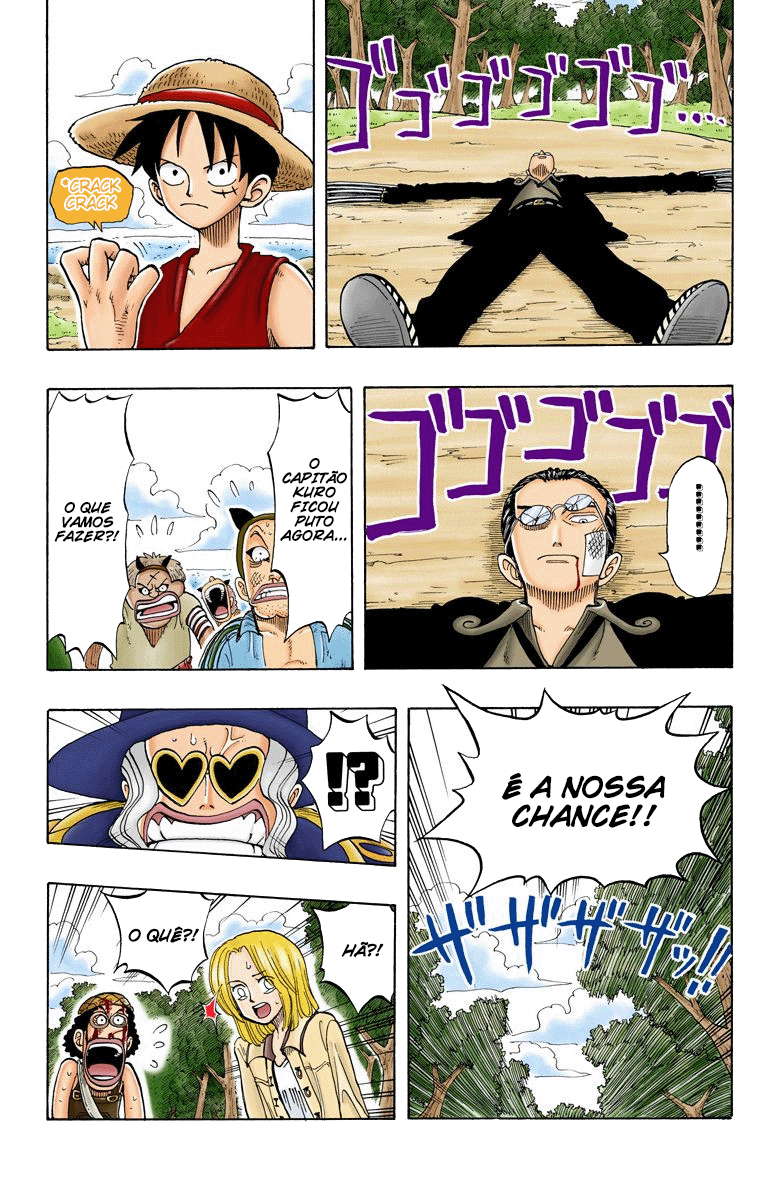 ゴゴゴゴゴゴ....
*CRACK
CRACK
ゴゴゴゴゴ
..........
O
CAPITÃO
KURO
FICOU
PUTO
AGORA...
O QUE
VAMOS
FAZER?!
É A NOSSA
CHANCE!!
ザザザザッ!!
!?
HÃ?!
O QUÊ?!